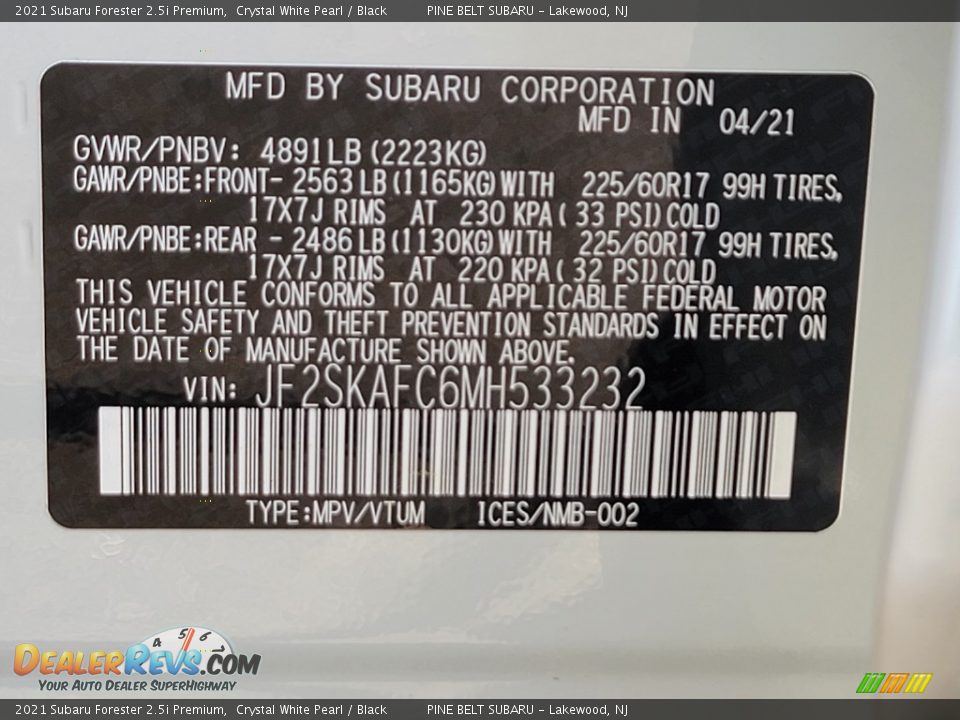 2021 Subaru Forester 2.5i Premium, Crystal White Pearl / Black PINE BELT SUBARU - Lakewood, NJ
MFD BY SUBARU CORPORATION
MFD IN 04/21
GVWR/PNBV: 4891LB (2223KG)
GAWR/PNBE:FRONT- 2563 LB (1165KG) WITH 225/60R17 99H TIRES,
17X7J RIMS AT 230 KPA ( 33 PSI) COLD
GAWR/PNBE:REAR - 2486 LB (1130KG) WITH 225/60R17 99H TIRES,
17X7J RIMS AT 220 KPA ( 32 PSI) COLD
THIS VEHICLE CONFORMS TO ALL APPLICABLE FEDERAL MOTOR
VEHICLE SAFETY AND THEFT PREVENTION STANDARDS IN EFFECT ON
THE DATE OF MANUFACTURE SHOWN ABOVE.
VIN: JF2SKAFC6MH533232
TYPE:MPV/VTUM ICES/NMB-002
4 5 6
DEALERREVS.COM
YOUR AUTO DEALER SUPERHIGHWAY
2021 Subaru Forester 2.5i Premium, Crystal White Pearl / Black PINE BELT SUBARU - Lakewood, NJ